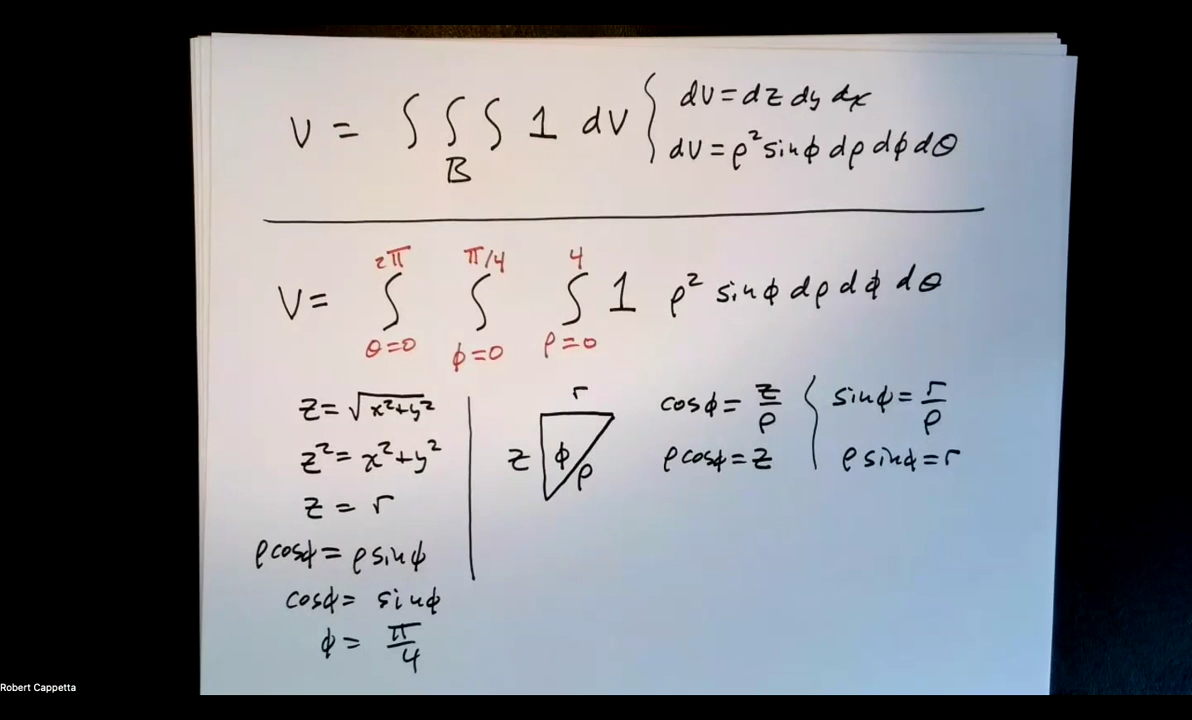 V = ∫∫∫ 1 dV { dV = dz dy dx
B dV = ρ² sinφ dρ dφ dθ
2π π/4 4
V = ∫ ∫ ∫ 1 ρ² sinφ dρ dφ dθ
θ=0 φ=0 ρ=0
z = √x²+y²
z² = x²+y²
z = r
ρcosφ = ρsinφ
cosφ = sinφ
φ = π/4
r
z φ ρ
cosφ = z/ρ { sinφ = r/ρ
ρcosφ = z ρsinφ = r
Robert Cappetta